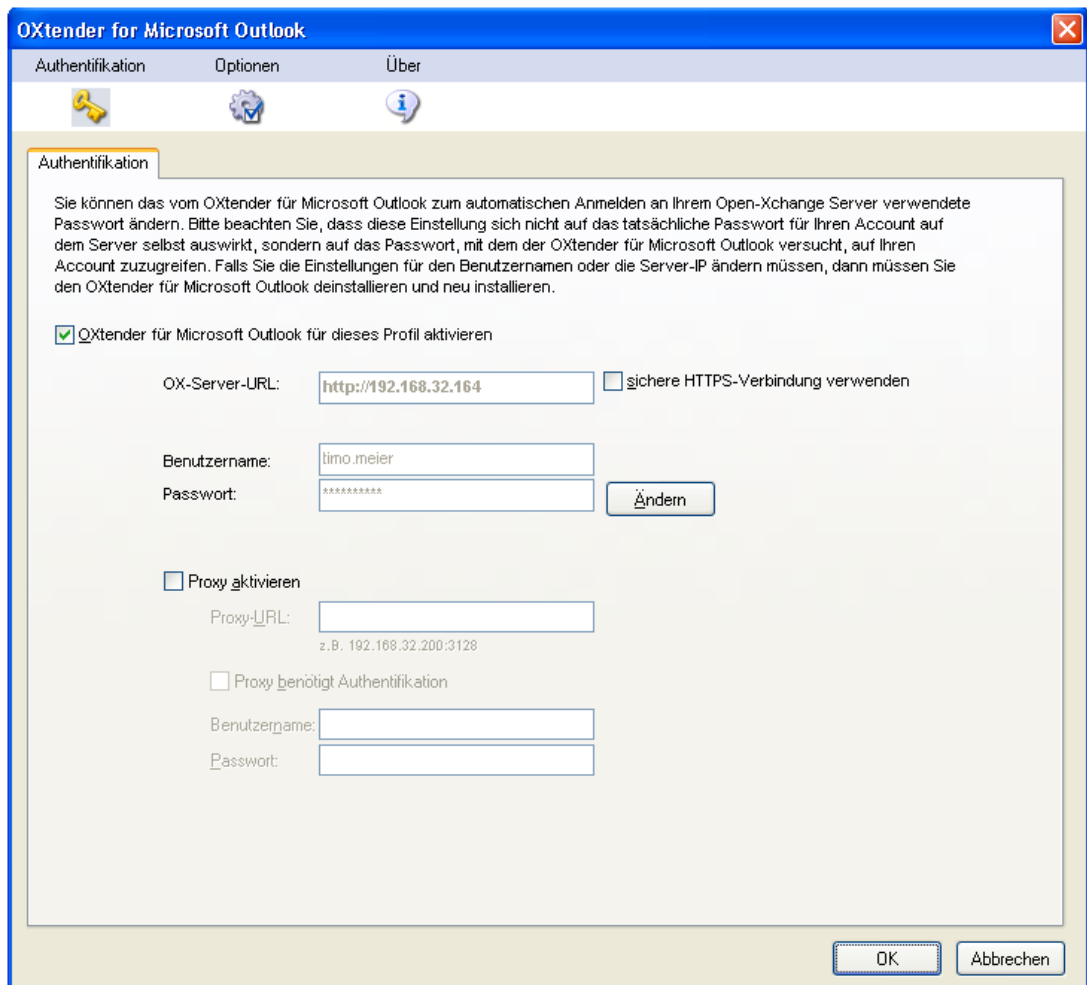 OXtender for Microsoft Outlook
Authentifikation Optionen Über
Authentifikation
Sie können das vom OXtender für Microsoft Outlook zum automatischen Anmelden an Ihrem Open-Xchange Server verwendete
Passwort ändern. Bitte beachten Sie, dass diese Einstellung sich nicht auf das tatsächliche Passwort für Ihren Account auf
dem Server selbst auswirkt, sondern auf das Passwort, mit dem der OXtender für Microsoft Outlook versucht, auf Ihren
Account zuzugreifen. Falls Sie die Einstellungen für den Benutzernamen oder die Server-IP ändern müssen, dann müssen Sie
den OXtender für Microsoft Outlook deinstallieren und neu installieren.
OXtender für Microsoft Outlook für dieses Profil aktivieren
OX-Server-URL: http://192.168.32.164 sichere HTTPS-Verbindung verwenden
Benutzername: timo.meier
Passwort: ********** Ändern
Proxy aktivieren
Proxy-URL:
z.B. 192.168.32.200:3128
Proxy benötigt Authentifikation
Benutzername:
Passwort:
OK Abbrechen